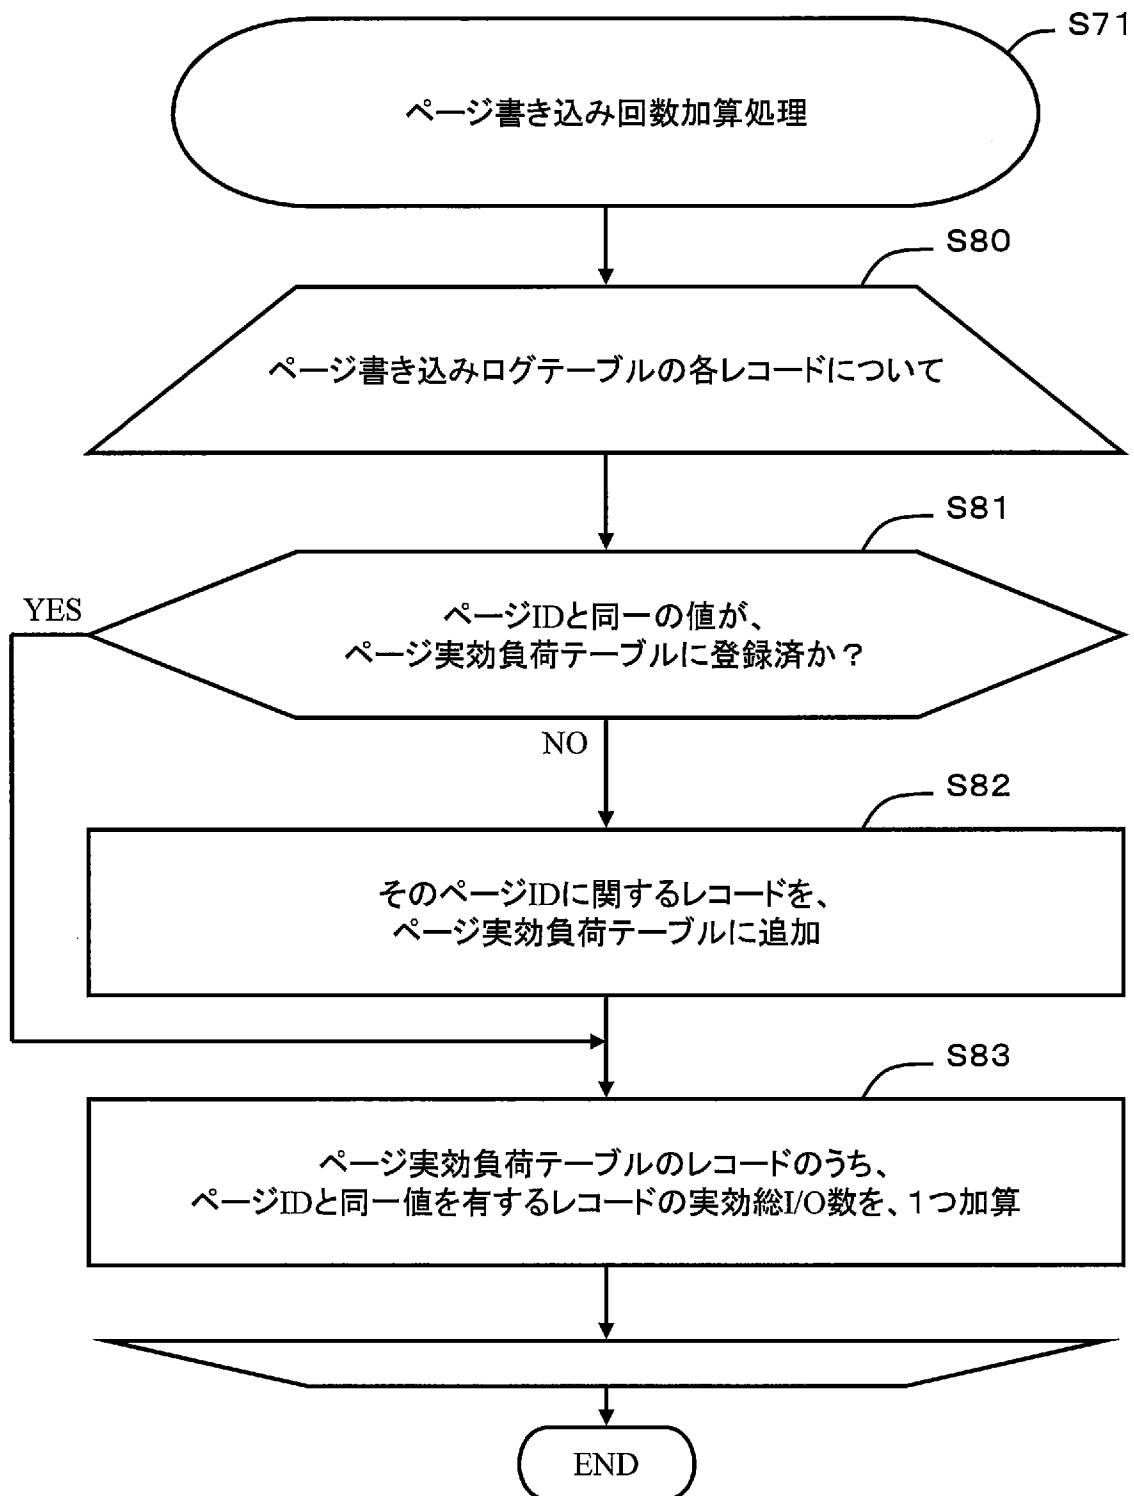 S71
ページ書き込み回数加算処理
S80
ページ書き込みログテーブルの各レコードについて
S81
YES
ページIDと同一の値が、
ページ実効負荷テーブルに登録済か?
NO
S82
そのページIDに関するレコードを、
ページ実効負荷テーブルに追加
S83
ページ実効負荷テーブルのレコードのうち、
ページIDと同一値を有するレコードの実効総I/O数を、1つ加算
END